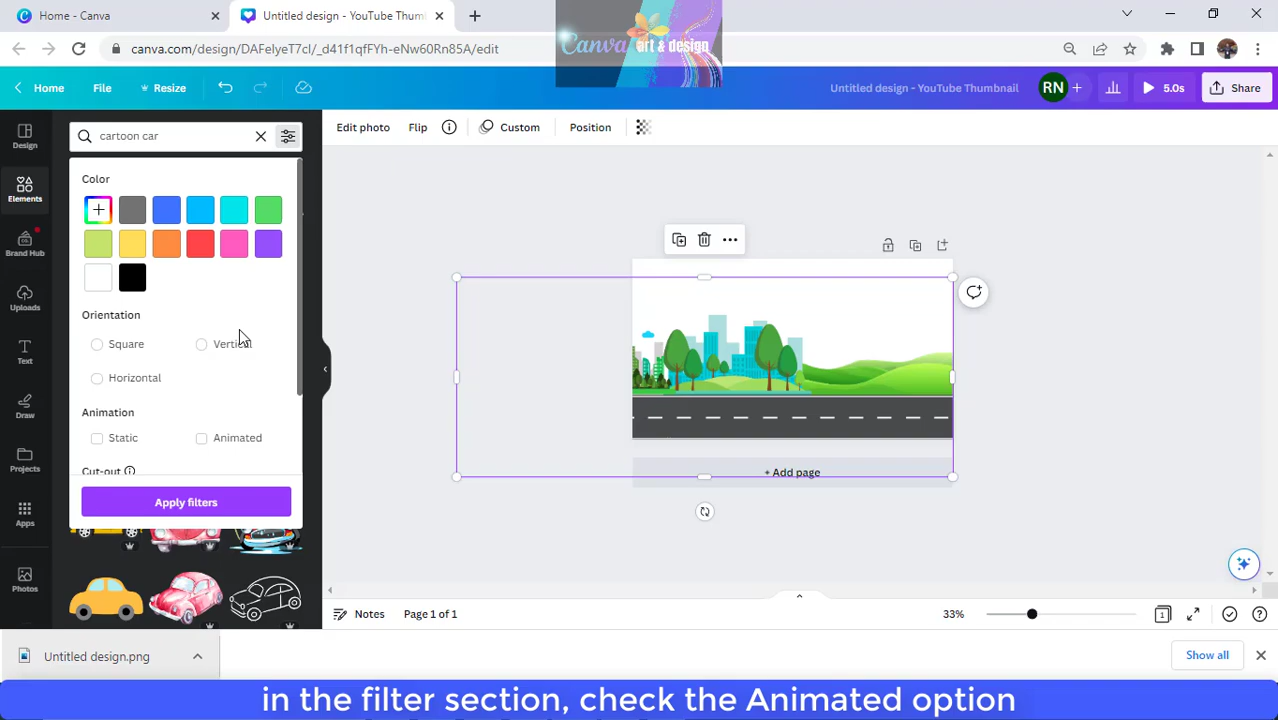 Home - Canva
Untitled design - YouTube Thumb
canva.com/design/DAFelyeT7cI/_d41f1qfFYh-eNw60Rn85A/edit
Canva art & design
Home
File
Resize
Untitled design - YouTube Thumbnail
RN
5.0s
Share
Design
Elements
Brand Hub
Uploads
Text
Draw
Projects
Apps
Photos
cartoon car
Color
Orientation
Square
Vertical
Horizontal
Animation
Static
Animated
Cut-out
Apply filters
Edit photo
Flip
Custom
Position
+ Add page
Notes
Page 1 of 1
33%
1
Untitled design.png
Show all
in the filter section, check the Animated option